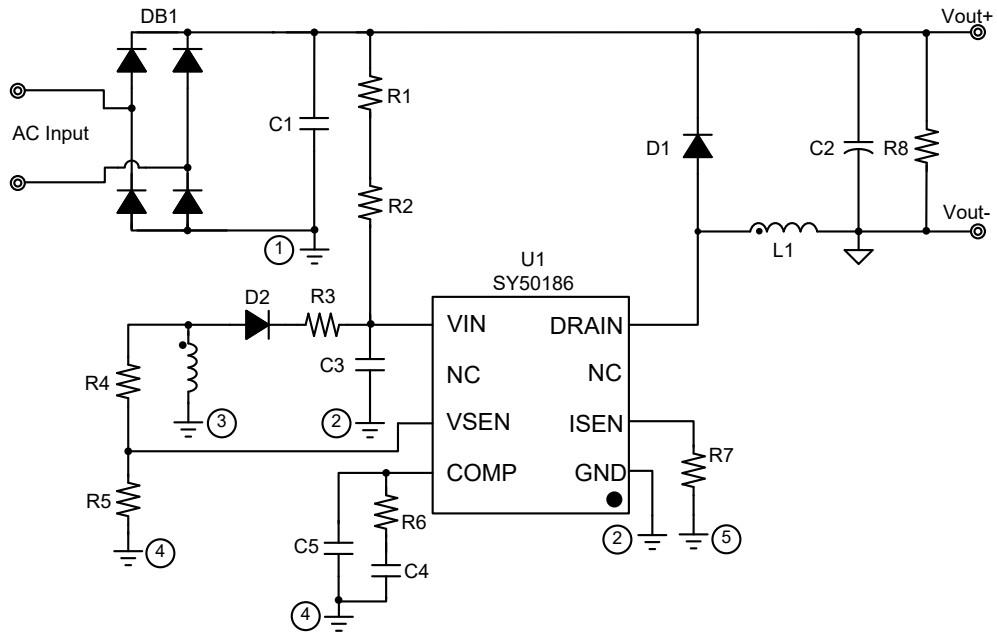 DB1
Vout+
AC Input
C1
R1
R2
D1
C2
R8
Vout-
1
L1
U1
SY50186
D2
R3
VIN
DRAIN
C3
NC
NC
R4
3
2
VSEN
ISEN
R7
COMP
GND
R5
R6
C5
C4
4
2
5
4